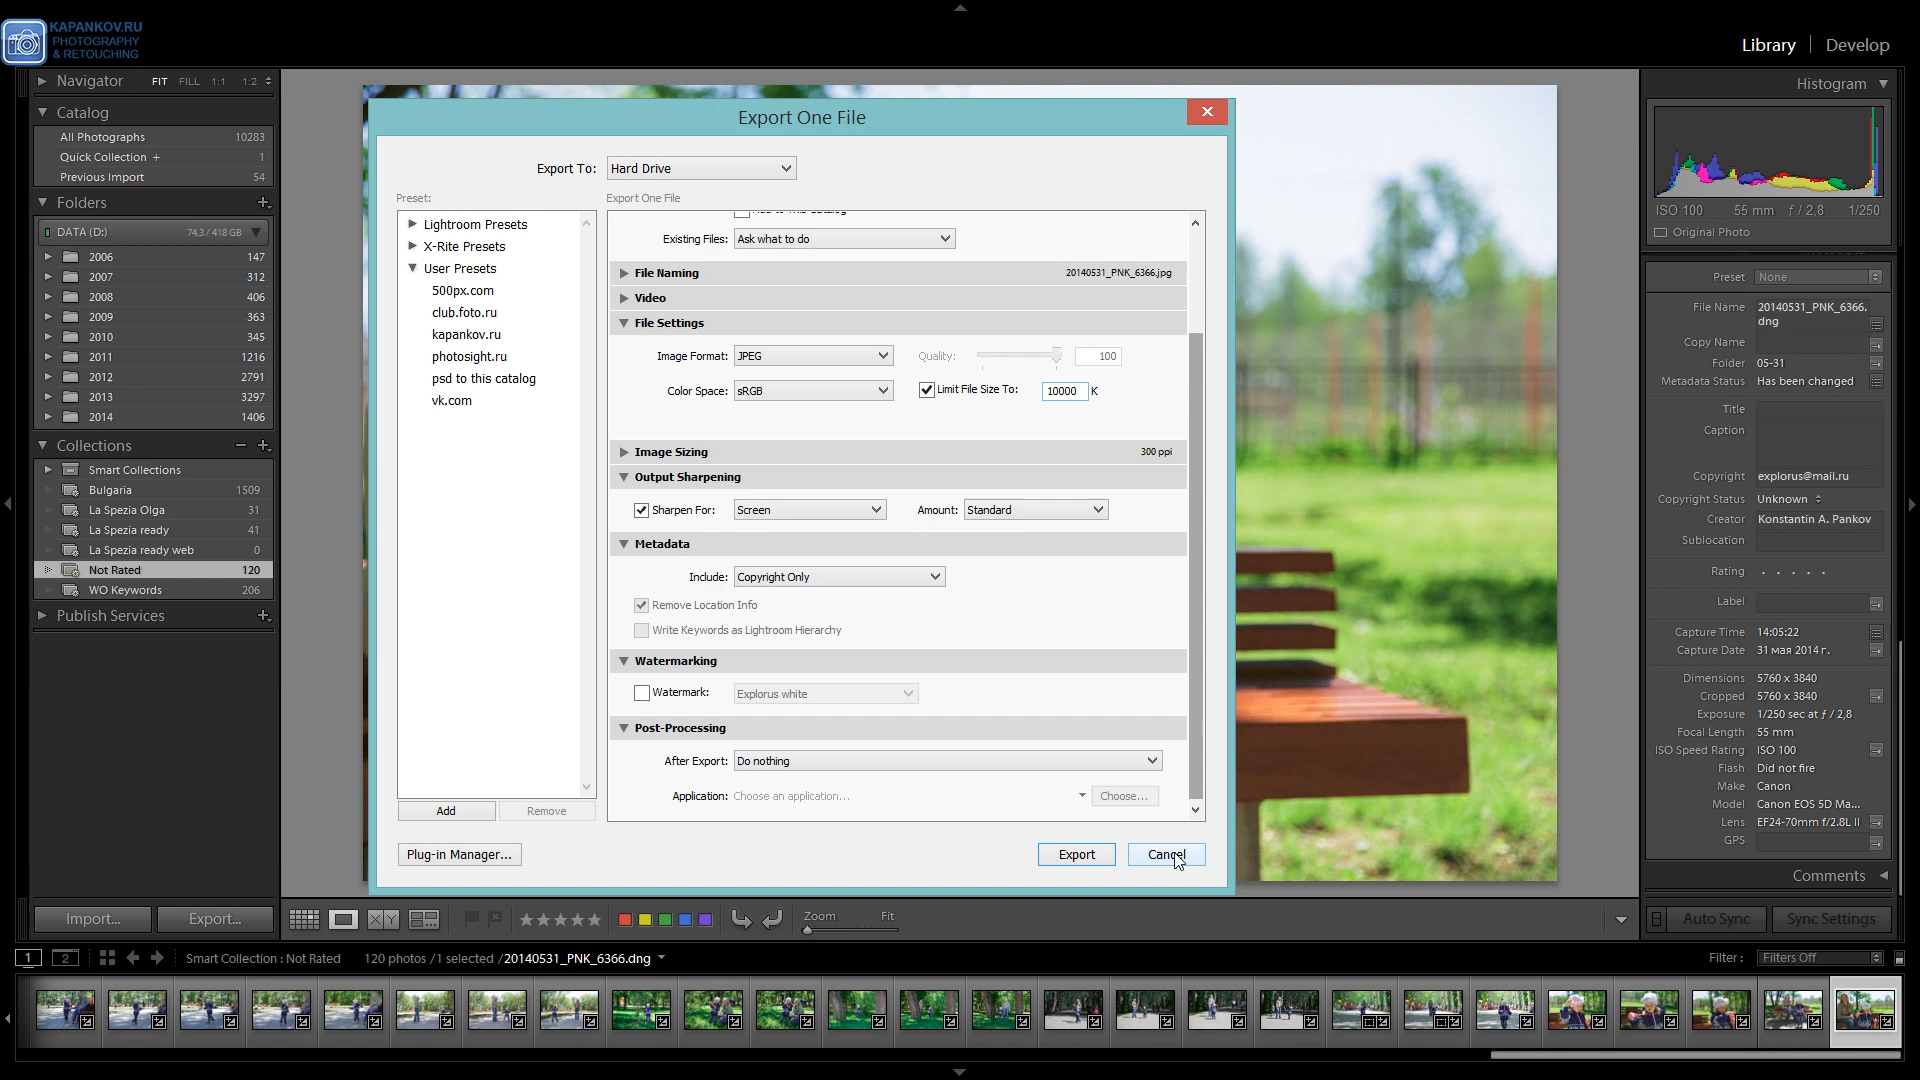 KAPANKOV.RU
PHOTOGRAPHY
& RETOUCHING
Library | Develop
Navigator FIT FILL 1:1 1:2
Catalog
All Photographs 10283
Quick Collection + 1
Previous Import 54
Folders
DATA (D:) 74,3 / 418 GB
2006 147
2007 312
2008 406
2009 363
2010 345
2011 1216
2012 2791
2013 3297
2014 1406
Collections
Smart Collections
Bulgaria 1509
La Spezia Olga 31
La Spezia ready 41
La Spezia ready web 0
Not Rated 120
WO Keywords 206
Publish Services
Import... Export...
Export One File
Export To: Hard Drive
Preset:
Lightroom Presets
X-Rite Presets
User Presets
500px.com
club.foto.ru
kapankov.ru
photosight.ru
psd to this catalog
vk.com
Add Remove
Plug-in Manager...
Export One File
Existing Files: Ask what to do
File Naming 20140531_PNK_6366.jpg
Video
File Settings
Image Format: JPEG Quality: 100
Color Space: sRGB Limit File Size To: 10000 K
Image Sizing 300 ppi
Output Sharpening
Sharpen For: Screen Amount: Standard
Metadata
Include: Copyright Only
Remove Location Info
Write Keywords as Lightroom Hierarchy
Watermarking
Watermark: Explorus white
Post-Processing
After Export: Do nothing
Application: Choose an application... Choose...
Export Cancel
Histogram
ISO 100 55 mm ƒ / 2,8 1/250
Original Photo
Preset None
File Name 20140531_PNK_6366.
dng
Copy Name
Folder 05-31
Metadata Status Has been changed
Title
Caption
Copyright explorus@mail.ru
Copyright Status Unknown
Creator Konstantin A. Pankov
Sublocation
Rating
Label
Capture Time 14:05:22
Capture Date 31 мая 2014 г.
Dimensions 5760 x 3840
Cropped 5760 x 3840
Exposure 1/250 sec at ƒ / 2,8
Focal Length 55 mm
ISO Speed Rating ISO 100
Flash Did not fire
Make Canon
Model Canon EOS 5D Ma...
Lens EF24-70mm f/2.8L II
GPS
Comments
Auto Sync Sync Settings
X Y Zoom Fit
1 2 Smart Collection : Not Rated 120 photos / 1 selected / 20140531_PNK_6366.dng Filter : Filters Off